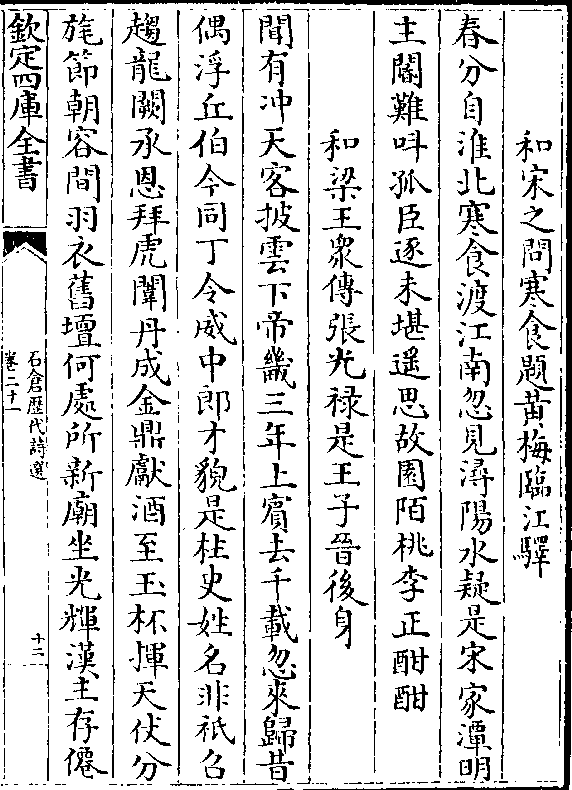 和宋之問寒食題黃梅臨江驛
春分自淮北寒食渡江南忽見潯陽水疑是宋家潭明
主閽難呌孤臣逐未堪遥思故園陌桃李正酣酣
和梁王衆傳張光禄是王子晉後身
聞有冲天客披雲下帝畿三年上賓去千載忽來歸昔
偶浮丘伯今同丁令威中郎才貌是柱史姓名非祇召
趨龍闕承恩拜虎闈丹成金鼎獻酒至玉杯揮天仗分
旄節朝容間羽衣舊壇何處所新廟坐光輝漢主存僊
欽定四庫全書
石倉歷代詩選
卷二十一
十二